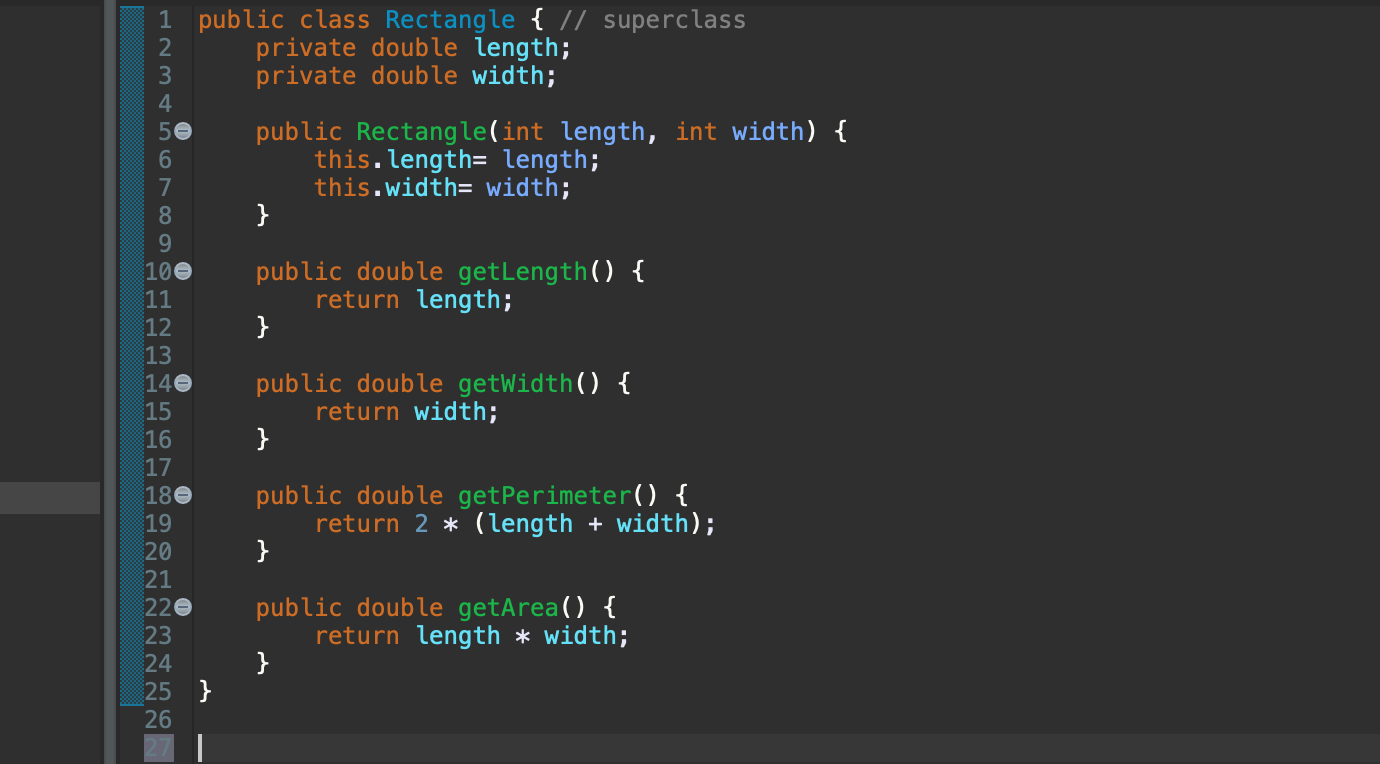 1 public class Rectangle { // superclass
2     private double length;
3     private double width;
4
5     public Rectangle(int length, int width) {
6         this.length= length;
7         this.width= width;
8     }
9
10     public double getLength() {
11         return length;
12     }
13
14     public double getWidth() {
15         return width;
16     }
17
18     public double getPerimeter() {
19         return 2 * (length + width);
20     }
21
22     public double getArea() {
23         return length * width;
24     }
25 }
26
27